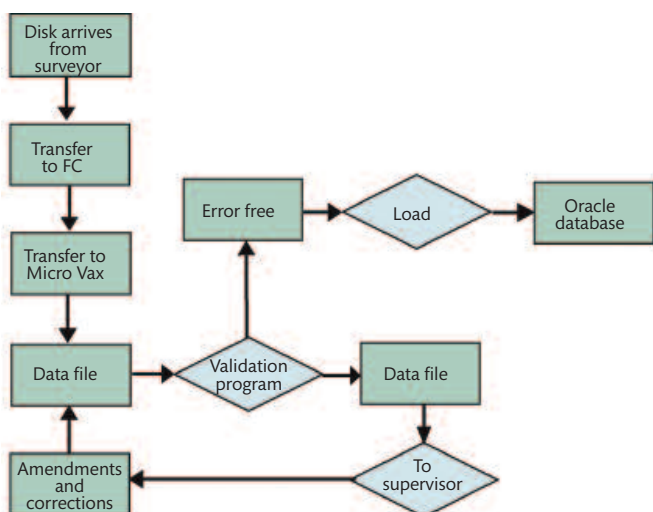 Disk arrives
from
surveyor
Transfer
to FC
Transfer to
Micro Vax
Data file
Amendments
and
corrections
Validation
program
Error free
Load
Oracle
database
Data file
To
supervisor